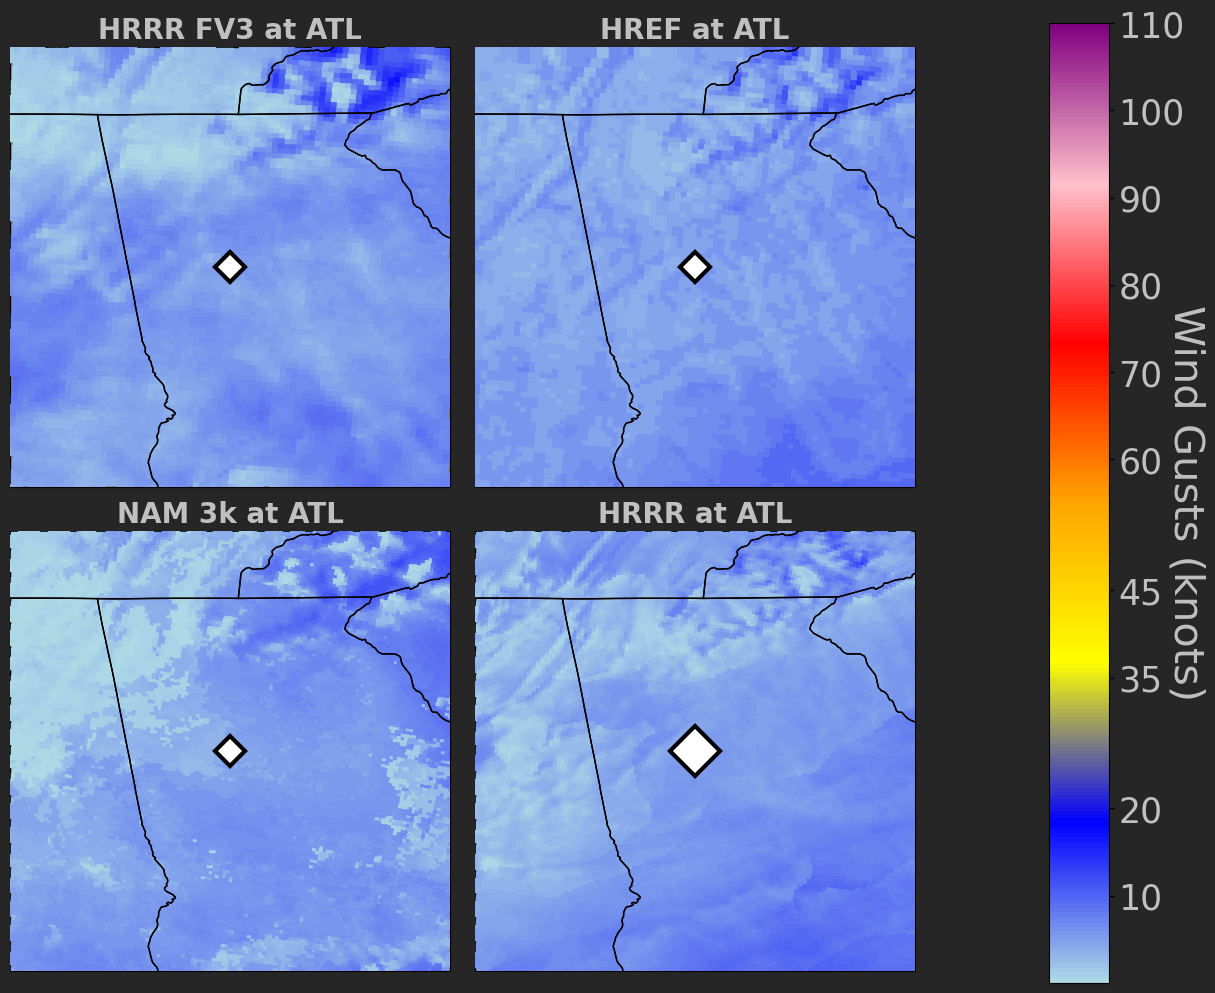 HRRR FV3 at ATL
HREF at ATL
NAM 3k at ATL
HRRR at ATL
110
100
90
80
70
60
45
35
20
10
Wind Gusts (knots)